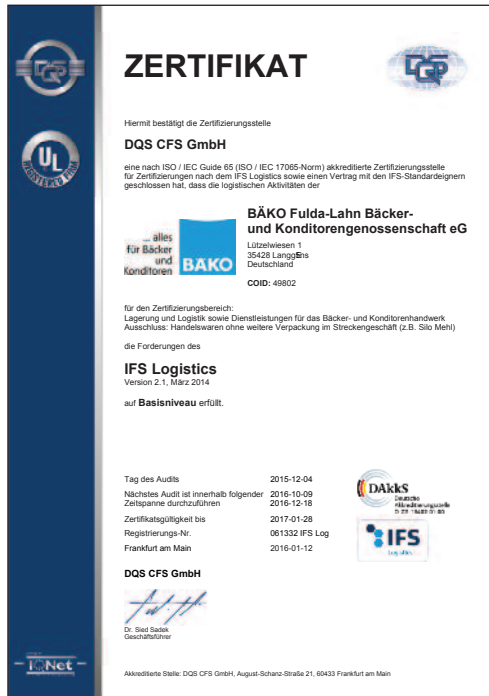 DQS
UL
REGISTERED FIRM
ZERTIFIKAT
DQS
Hiermit bestätigt die Zertifizierungsstelle
DQS CFS GmbH
eine nach ISO / IEC Guide 65 (ISO / IEC 17065-Norm) akkreditierte Zertifizierungsstelle
für Zertifizierungen nach dem IFS Logistics sowie einen Vertrag mit den IFS-Standardeignern
geschlossen hat, dass die logistischen Aktivitäten der
... alles
für Bäcker
und
Konditoren
BÄKO
BÄKO Fulda-Lahn Bäcker-
und Konditorengenossenschaft eG
Lützelwiesen 1
35428 Langgöns
Deutschland
COID: 49802
für den Zertifizierungsbereich:
Lagerung und Logistik sowie Dienstleistungen für das Bäcker- und Konditorenhandwerk
Ausschluss: Handelswaren ohne weitere Verpackung im Streckengeschäft (z.B. Silo Mehl)
die Forderungen des
IFS Logistics
Version 2.1, März 2014
auf Basisniveau erfüllt.
Tag des Audits 2015-12-04
Nächstes Audit ist innerhalb folgender 2016-10-09
Zeitspanne durchzuführen 2016-12-18
Zertifikatsgültigkeit bis 2017-01-28
Registrierungs-Nr. 061332 IFS Log
Frankfurt am Main 2016-01-12
DAkkS
Deutsche
Akkreditierungsstelle
IFS
Logistics
DQS CFS GmbH
Dr. Sied Sadek
Geschäftsführer
IQNet
Akkreditierte Stelle: DQS CFS GmbH, August-Schanz-Straße 21, 60433 Frankfurt am Main